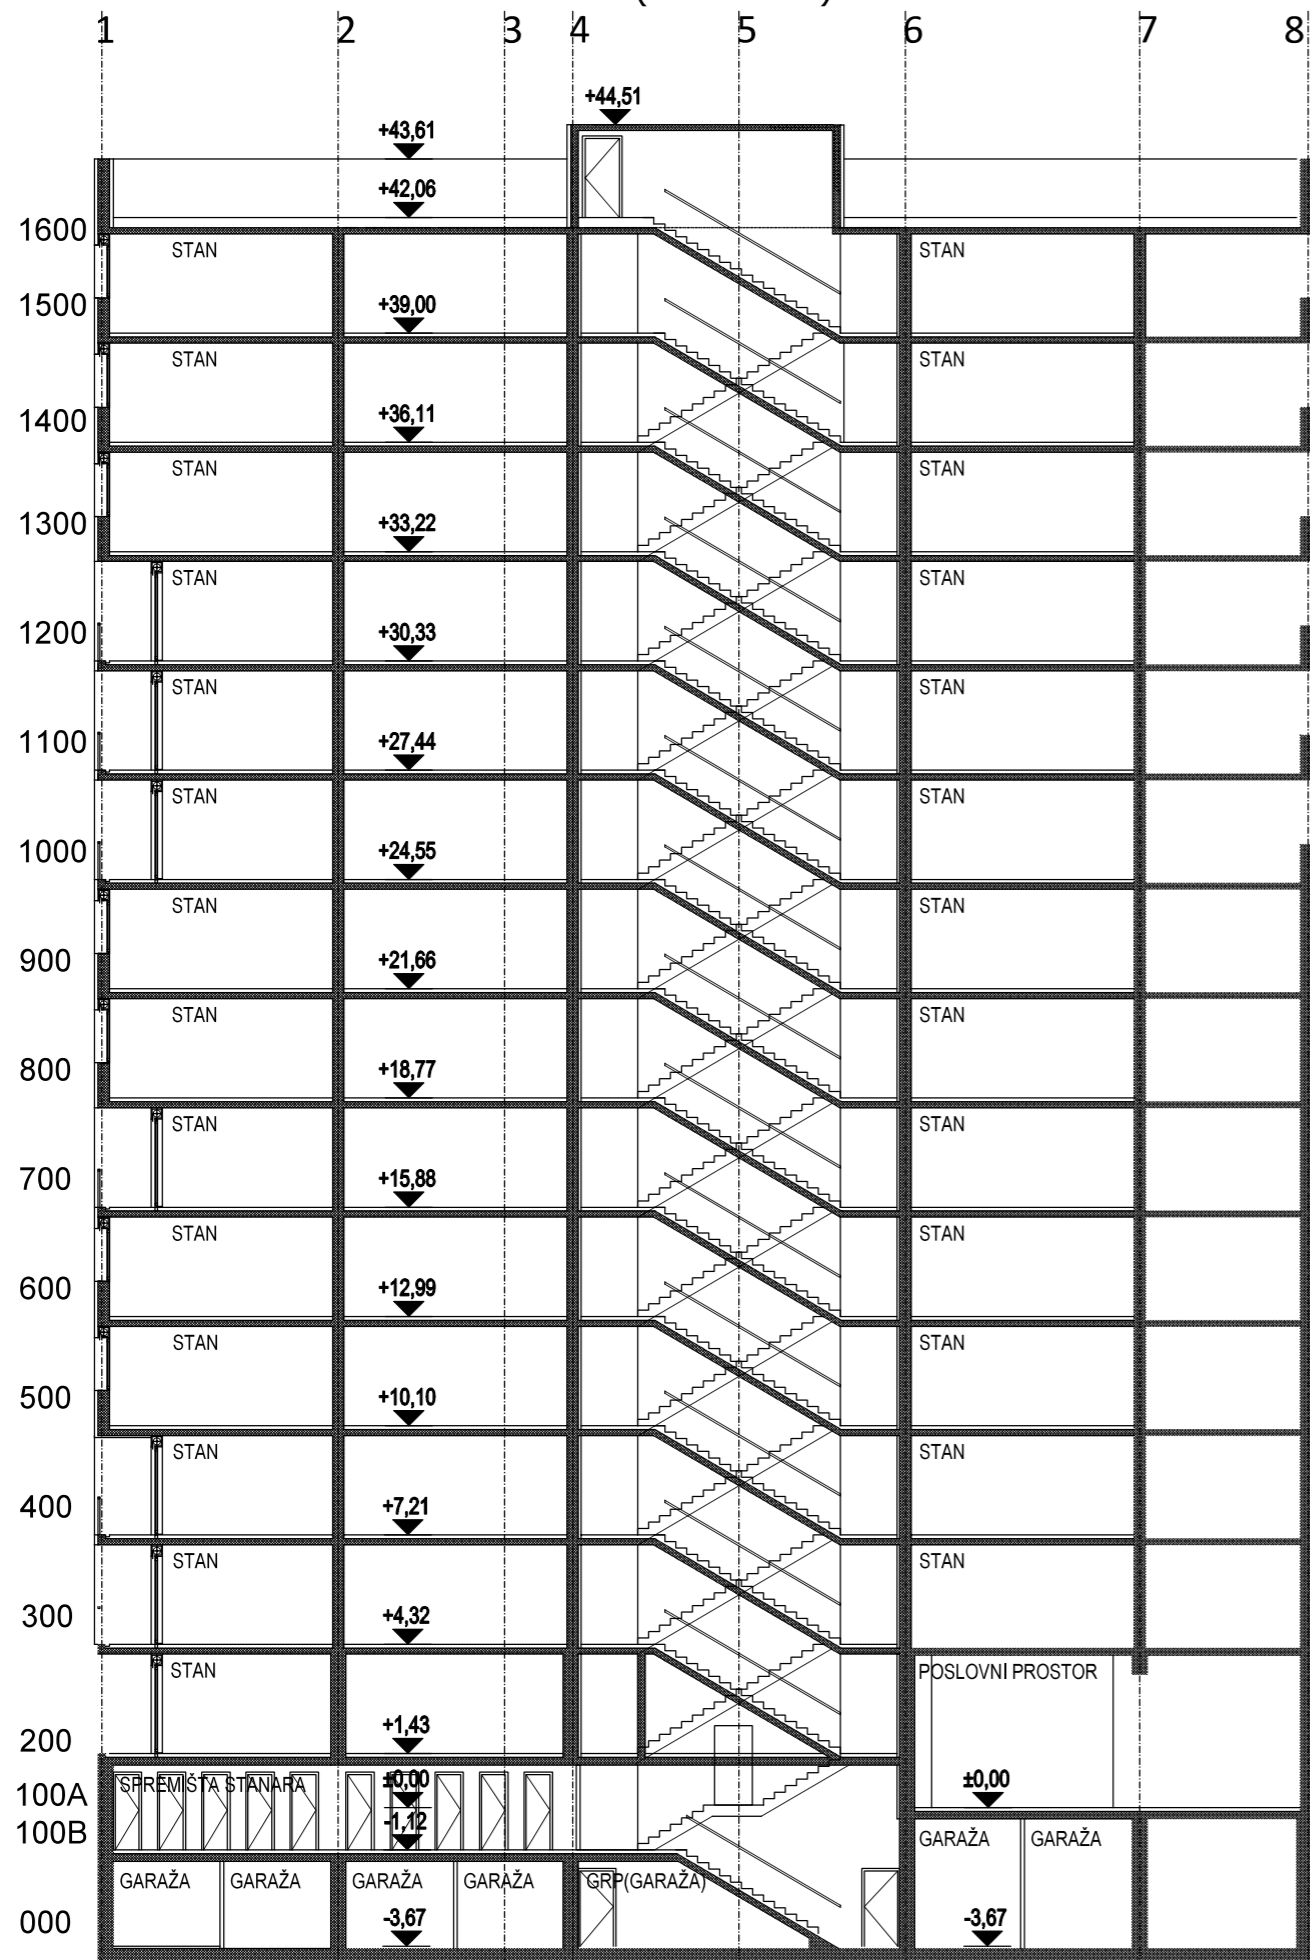 1 2 3 4 5 6 7 8
+44,51
+43,61
+42,06
1600
STAN STAN
1500
+39,00
STAN STAN
1400
+36,11
STAN STAN
1300
+33,22
STAN STAN
1200
+30,33
STAN STAN
1100
+27,44
STAN STAN
1000
+24,55
STAN STAN
900
+21,66
STAN STAN
800
+18,77
STAN STAN
700
+15,88
STAN STAN
600
+12,99
STAN STAN
500
+10,10
STAN STAN
400
+7,21
STAN STAN
300
+4,32
STAN POSLOVNI PROSTOR
200
+1,43
SPREMIŠTA STANARA ±0,00 ±0,00
100A
-1,12
100B
GARAŽA GARAŽA
GARAŽA GARAŽA GARAŽA GARAŽA GRP(GARAŽA)
000 -3,67 -3,67